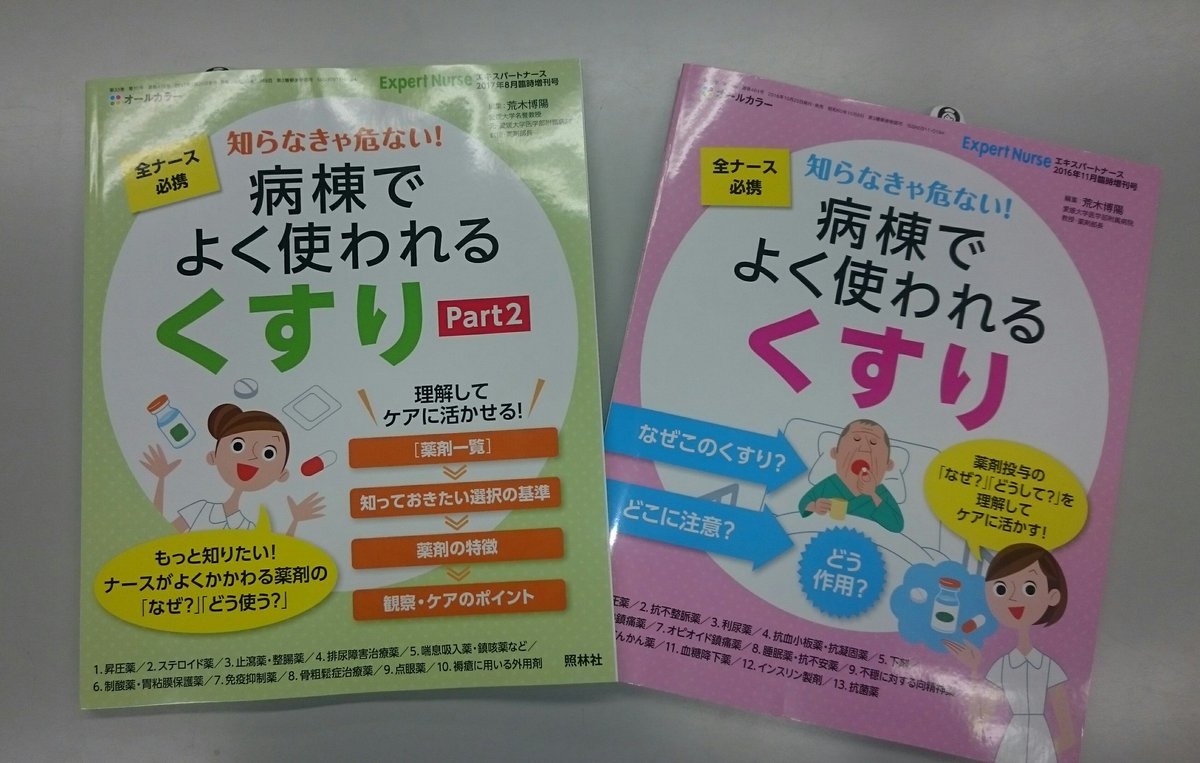 オールカラー
Expert Nurse エキスパートナース
2017年8月臨時増刊号
編集：荒木博陽
全ナース
必携
知らなきゃ危ない!
病棟で
よく使われる
くすり
Part2
理解して
ケアに活かせる!
[薬剤一覧]
知っておきたい選択の基準
薬剤の特徴
観察・ケアのポイント
もっと知りたい!
ナースがよくかかわる薬剤の
「なぜ?」「どう使う?」
1. 昇圧薬／2. ステロイド薬／3. 止瀉薬・整腸薬／4. 排尿障害治療薬／5. 喘息吸入薬・鎮咳薬など／
6. 制酸薬・胃粘膜保護薬／7. 免疫抑制薬／8. 骨粗鬆症治療薬／9. 点眼薬／10. 褥瘡に用いる外用剤
照林社
オールカラー
Expert Nurse エキスパートナース
2016年11月臨時増刊号
編集 荒木博陽
愛媛大学医学部附属病院
教授・薬剤部長
全ナース
必携
知らなきゃ危ない!
病棟で
よく使われる
くすり
なぜこのくすり?
どこに注意?
どう
作用?
薬剤投与の
「なぜ?」「どうして?」を
理解して
ケアに活かす!
圧薬／2. 抗不整脈薬／3. 利尿薬／4. 抗血小板薬・抗凝固薬／5. 下剤
鎮痛薬／7. オピオイド鎮痛薬／8. 睡眠薬・抗不安薬／9. 不穏に対する向精神薬
んかん薬／11. 血糖降下薬／12. インスリン製剤／13. 抗菌薬